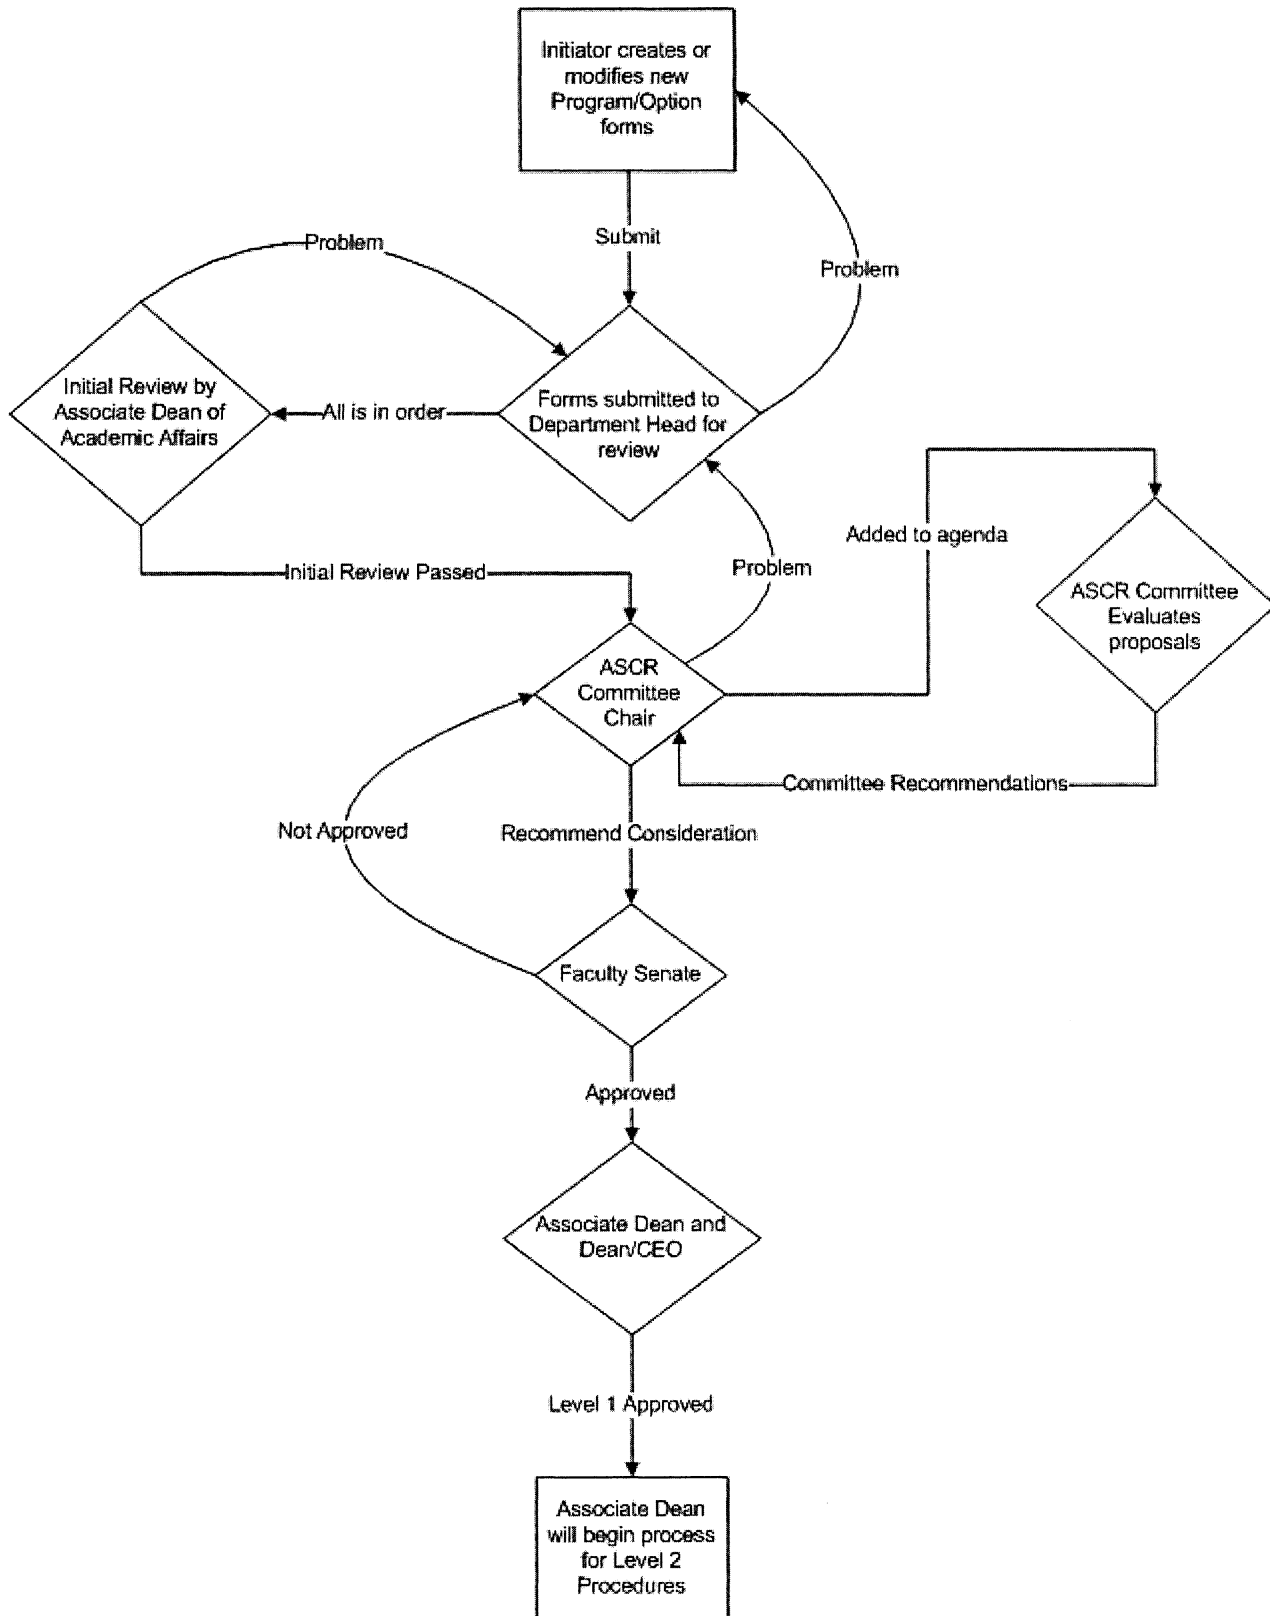 Initiator creates or
modifies new
Program/Option
forms
Submit
Problem
Problem
Initial Review by
Associate Dean of
Academic Affairs
All is in order
Forms submitted to
Department Head for
review
Added to agenda
Problem
Initial Review Passed
ASCR Committee
Evaluates
proposals
ASCR
Committee
Chair
Committee Recommendations
Not Approved
Recommend Consideration
Faculty Senate
Approved
Associate Dean and
Dean/CEO
Level 1 Approved
Associate Dean
will begin process
for Level 2
Procedures